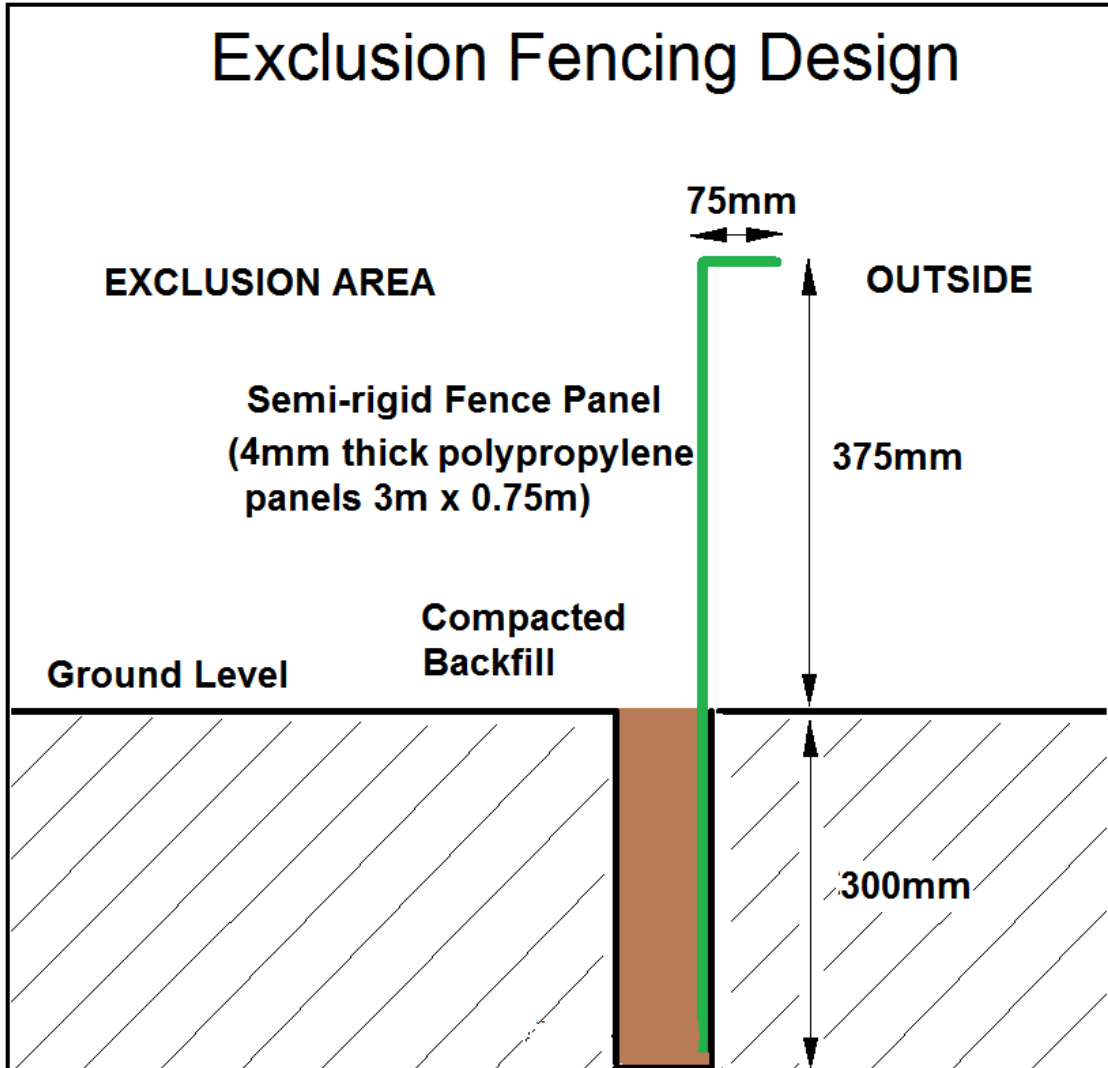 Exclusion Fencing Design
75mm
EXCLUSION AREA
OUTSIDE
Semi-rigid Fence Panel
(4mm thick polypropylene
panels 3m x 0.75m)
375mm
Compacted
Backfill
Ground Level
300mm